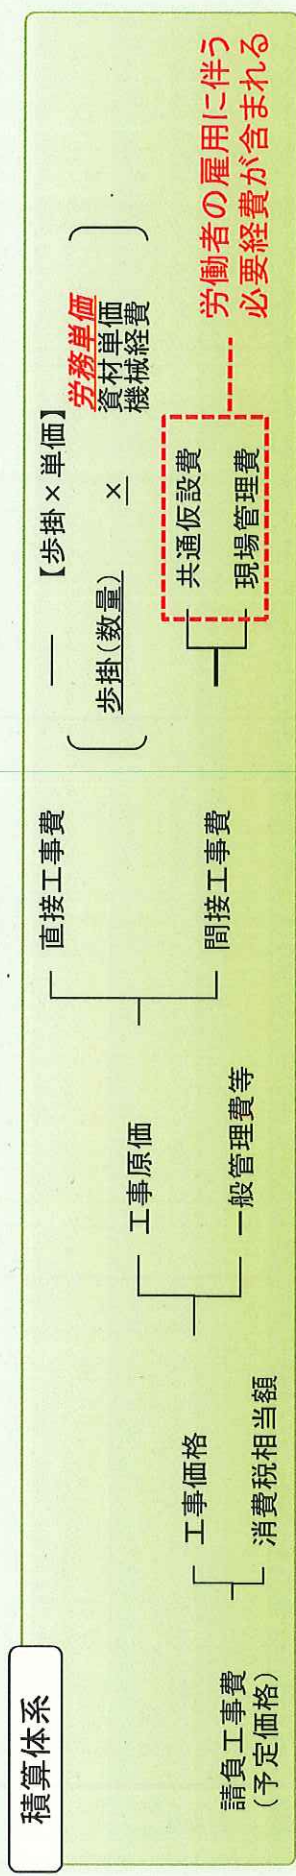 積算体系
請負工事費
(予定価格)
工事価格
消費税相当額
工事原価
一般管理費等
直接工事費
間接工事費
【歩掛×単価】
歩掛(数量) ×
労務単価
資材単価
機械経費
共通仮設費
現場管理費
労働者の雇用に伴う
必要経費が含まれる